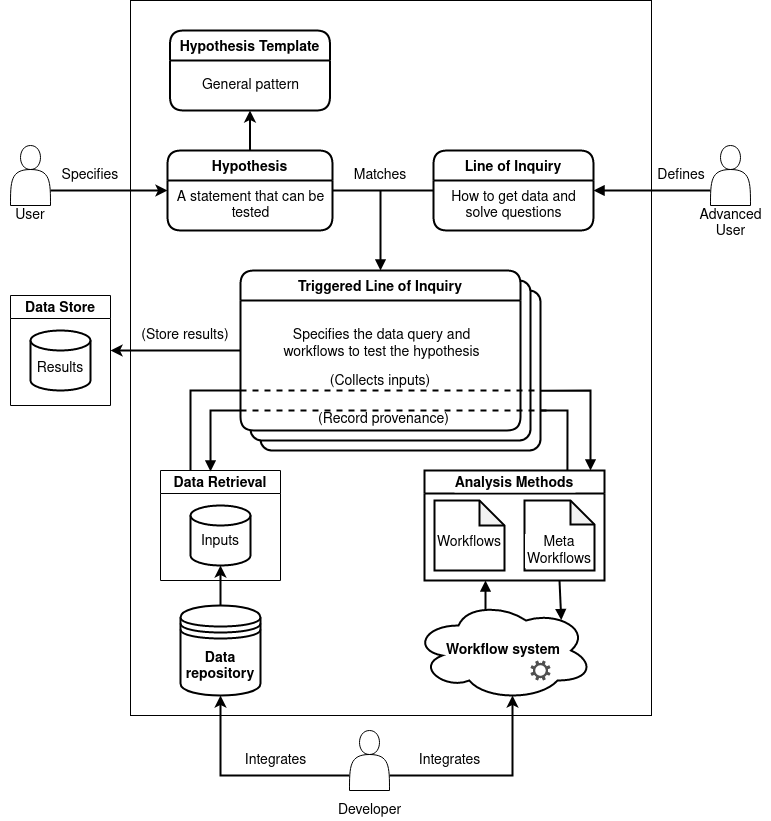 Hypothesis Template
General pattern
Specifies
User
Hypothesis
A statement that can be
tested
Matches
Line of Inquiry
How to get data and
solve questions
Defines
Advanced
User
Triggered Line of Inquiry
Specifies the data query and
workflows to test the hypothesis
(Collects inputs)
(Record provenance)
Data Store
Results
(Store results)
Data Retrieval
Inputs
Analysis Methods
Workflows
Meta
Workflows
Data
repository
Workflow system
Integrates
Integrates
Developer